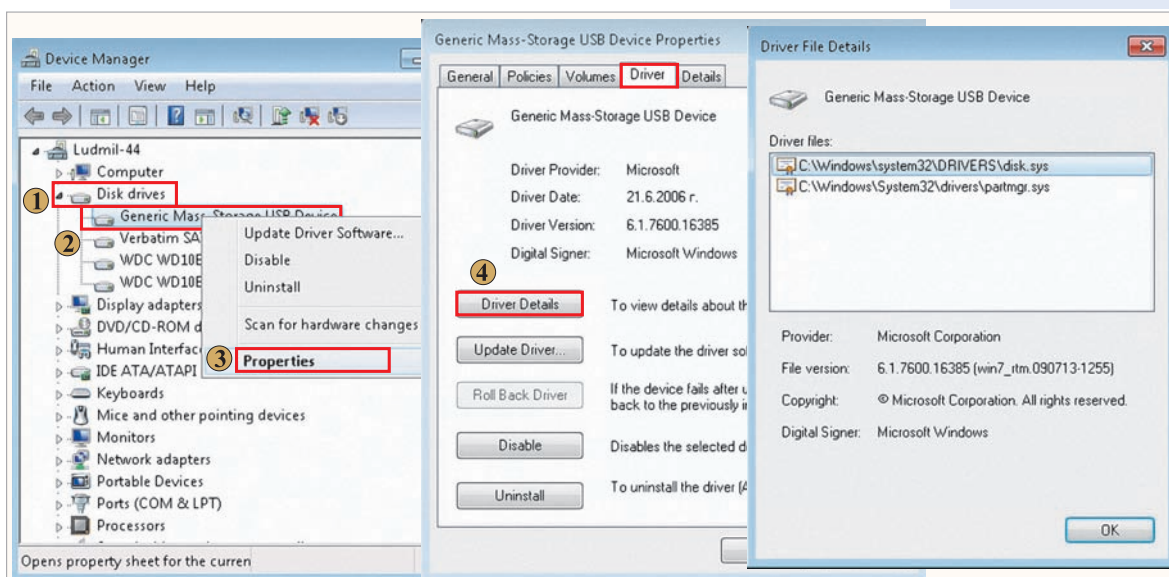 Device Manager
File Action View Help
Ludmil-44
Computer
1
Disk drives
Generic Mass-Storage USB Device
2
Verbatim SA
WDC WD10E
WDC WD10E
Display adapters
DVD/CD-ROM d
Human Interfac
IDE ATA/ATAPI
Keyboards
Mice and other pointing devices
Monitors
Network adapters
Portable Devices
Ports (COM & LPT)
Processors
Opens property sheet for the curren
Update Driver Software...
Disable
Uninstall
Scan for hardware changes
3
Properties
Generic Mass-Storage USB Device Properties
General Policies Volumes Driver Details
Generic Mass-Storage USB Device
Driver Provider: Microsoft
Driver Date: 21.6.2006 г.
Driver Version: 6.1.7600.16385
Digital Signer: Microsoft Windows
4
Driver Details To view details about th
Update Driver... To update the driver sof
Roll Back Driver If the device fails after u
back to the previously i
Disable Disables the selected d
Uninstall To uninstall the driver (A
Driver File Details
Generic Mass-Storage USB Device
Driver files:
C:\Windows\system32\DRIVERS\disk.sys
C:\Windows\System32\drivers\partmgr.sys
Provider: Microsoft Corporation
File version: 6.1.7600.16385 (win7_rtm.090713-1255)
Copyright: © Microsoft Corporation. All rights reserved.
Digital Signer: Microsoft Windows
OK